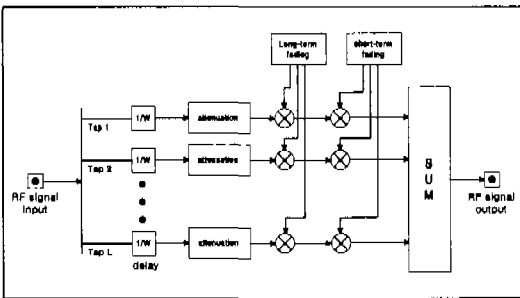 Long-term
fading
short-term
fading
Tap 1
1/W
attenuation
Tap 2
1/W
attenuation
RF signal
input
S
U
M
RF signal
output
Tap L
1/W
attenuation
delay